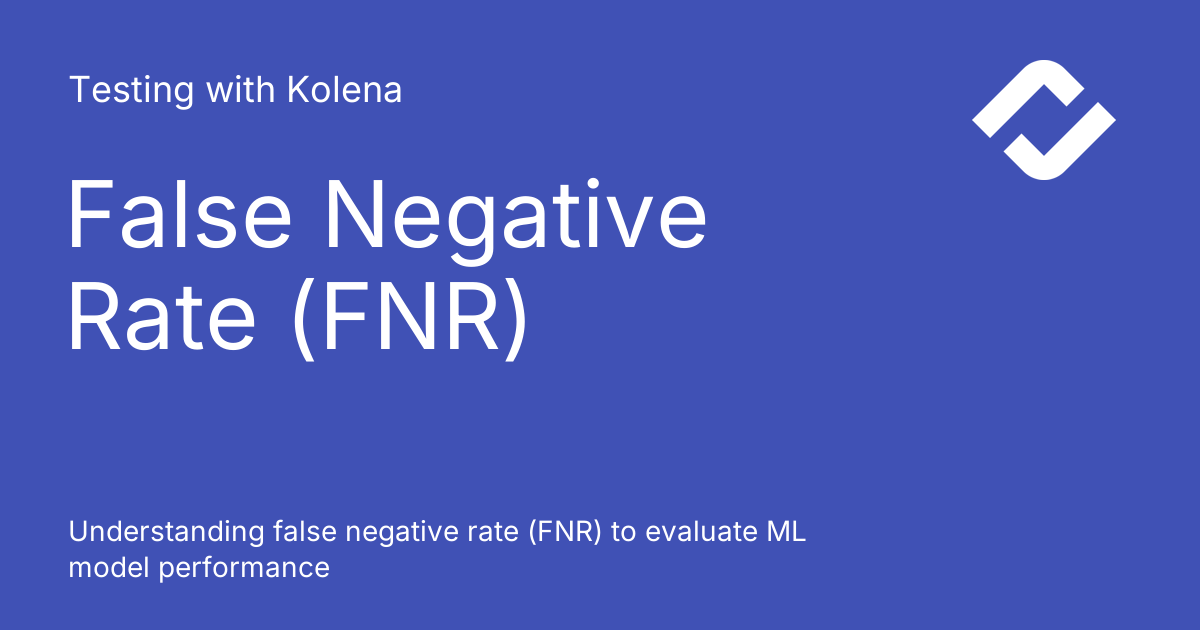 Testing with Kolena
False Negative
Rate (FNR)
Understanding false negative rate (FNR) to evaluate ML
model performance